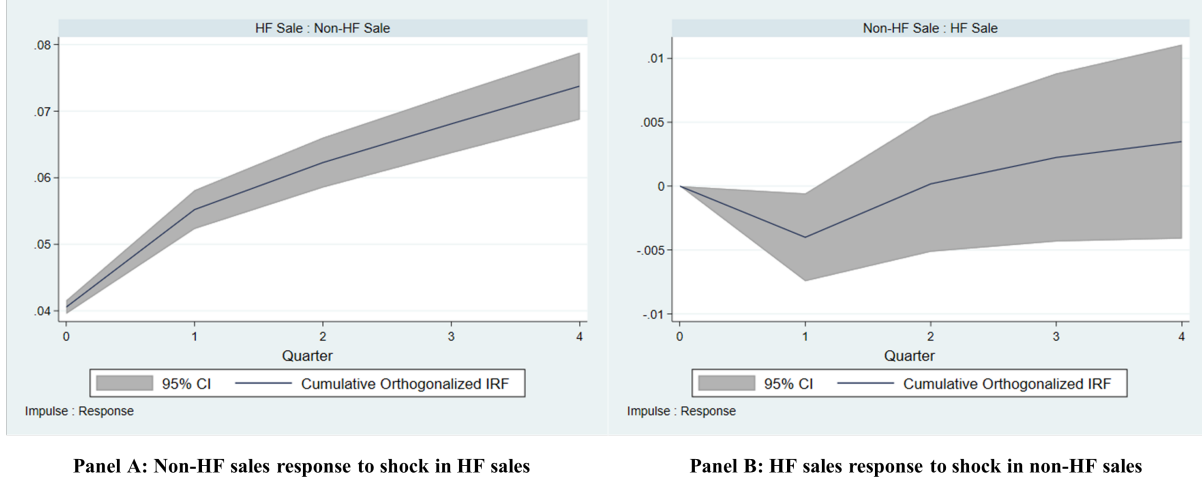 HF Sale : Non-HF Sale
.08
.07
.06
.05
.04
0 1 2 3 4
Quarter
95% CI Cumulative Orthogonalized IRF
Impulse : Response
Non-HF Sale : HF Sale
.01
.005
0
-.005
-.01
0 1 2 3 4
Quarter
95% CI Cumulative Orthogonalized IRF
Impulse : Response
Panel A: Non-HF sales response to shock in HF sales
Panel B: HF sales response to shock in non-HF sales